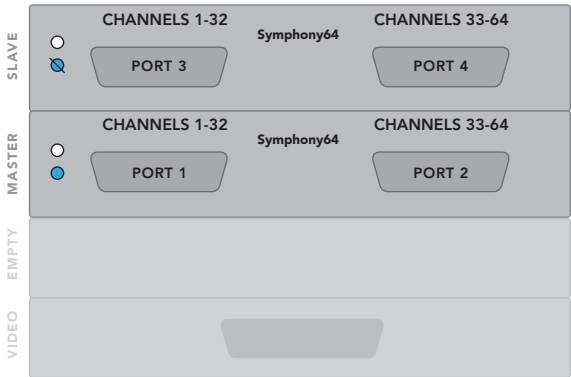 SLAVE
CHANNELS 1-32
Symphony64
CHANNELS 33-64
PORT 3
PORT 4
MASTER
CHANNELS 1-32
Symphony64
CHANNELS 33-64
PORT 1
PORT 2
EMPTY
VIDEO